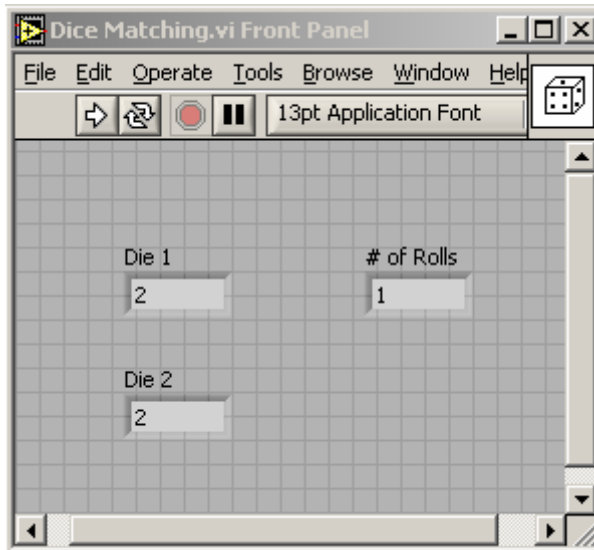 Dice Matching.vi Front Panel
File Edit Operate Tools Browse Window Help
13pt Application Font
Die 1
2
# of Rolls
1
Die 2
2